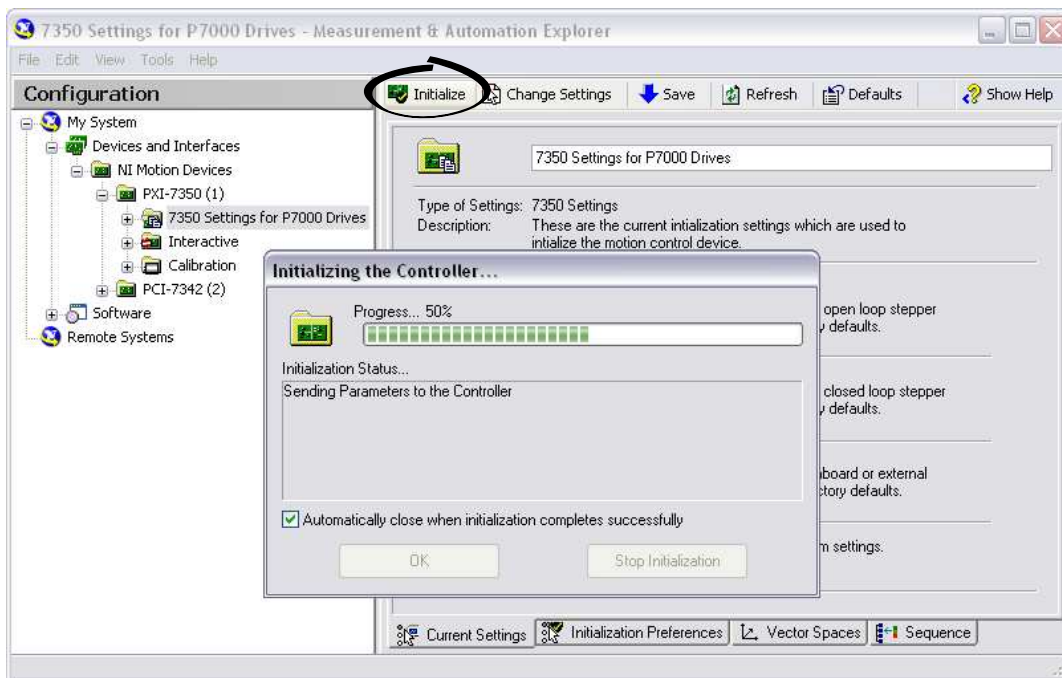 7350 Settings for P7000 Drives - Measurement & Automation Explorer
File Edit View Tools Help
Configuration
Initialize
Change Settings
Save
Refresh
Defaults
Show Help
My System
Devices and Interfaces
NI Motion Devices
PXI-7350 (1)
7350 Settings for P7000 Drives
Interactive
Calibration
PCI-7342 (2)
Software
Remote Systems
7350 Settings for P7000 Drives
Type of Settings: 7350 Settings
Description: These are the current intialization settings which are used to
intialize the motion control device.
open loop stepper
defaults.
closed loop stepper
defaults.
board or external
tory defaults.
settings.
Initializing the Controller...
Progress... 50%
Initialization Status...
Sending Parameters to the Controller
Automatically close when initialization completes successfully
OK
Stop Initialization
Current Settings
Initialization Preferences
Vector Spaces
Sequence